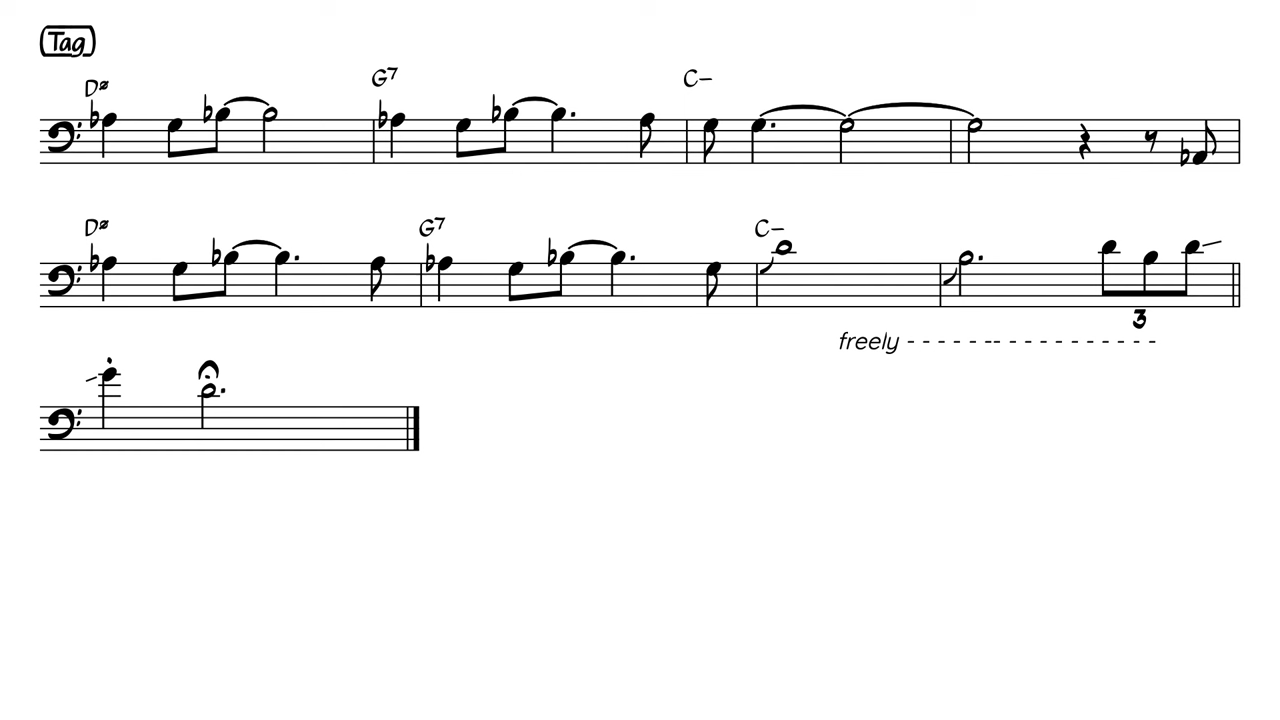 Tag
Dø G7 C–
Dø G7 C–
3
freely